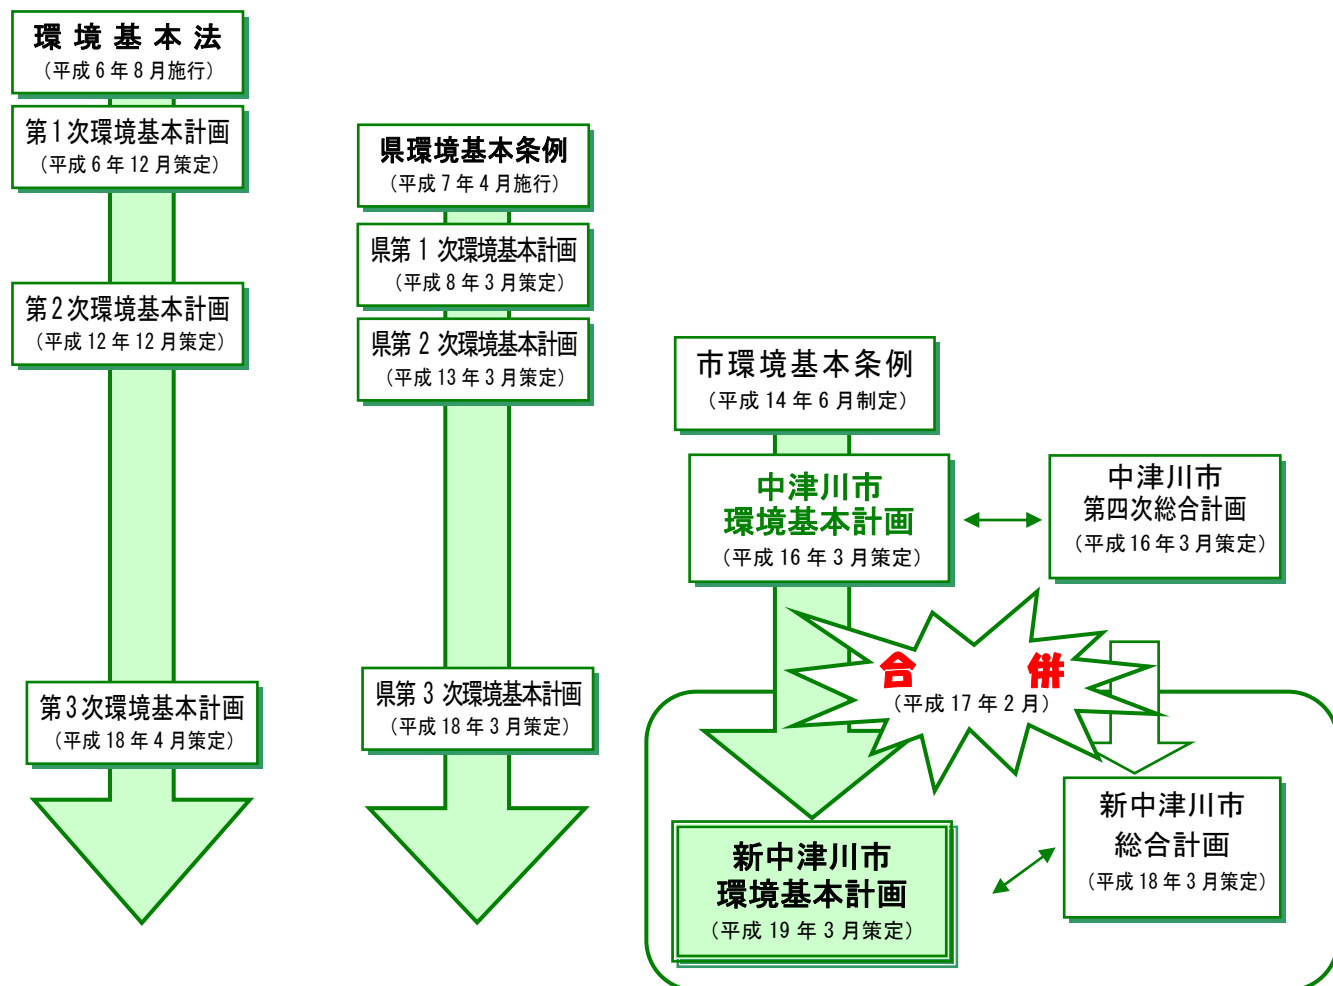 環境基本法
（平成６年８月施行）
第１次環境基本計画
（平成６年12月策定）
第２次環境基本計画
（平成12年12月策定）
第３次環境基本計画
（平成18年４月策定）
県環境基本条例
（平成７年４月施行）
県第１次環境基本計画
（平成８年３月策定）
県第２次環境基本計画
（平成13年３月策定）
県第３次環境基本計画
（平成18年３月策定）
市環境基本条例
（平成14年６月制定）
中津川市
環境基本計画
（平成16年３月策定）
中津川市
第四次総合計画
（平成16年３月策定）
合併
（平成17年２月）
新中津川市
環境基本計画
（平成19年３月策定）
新中津川市
総合計画
（平成18年３月策定）